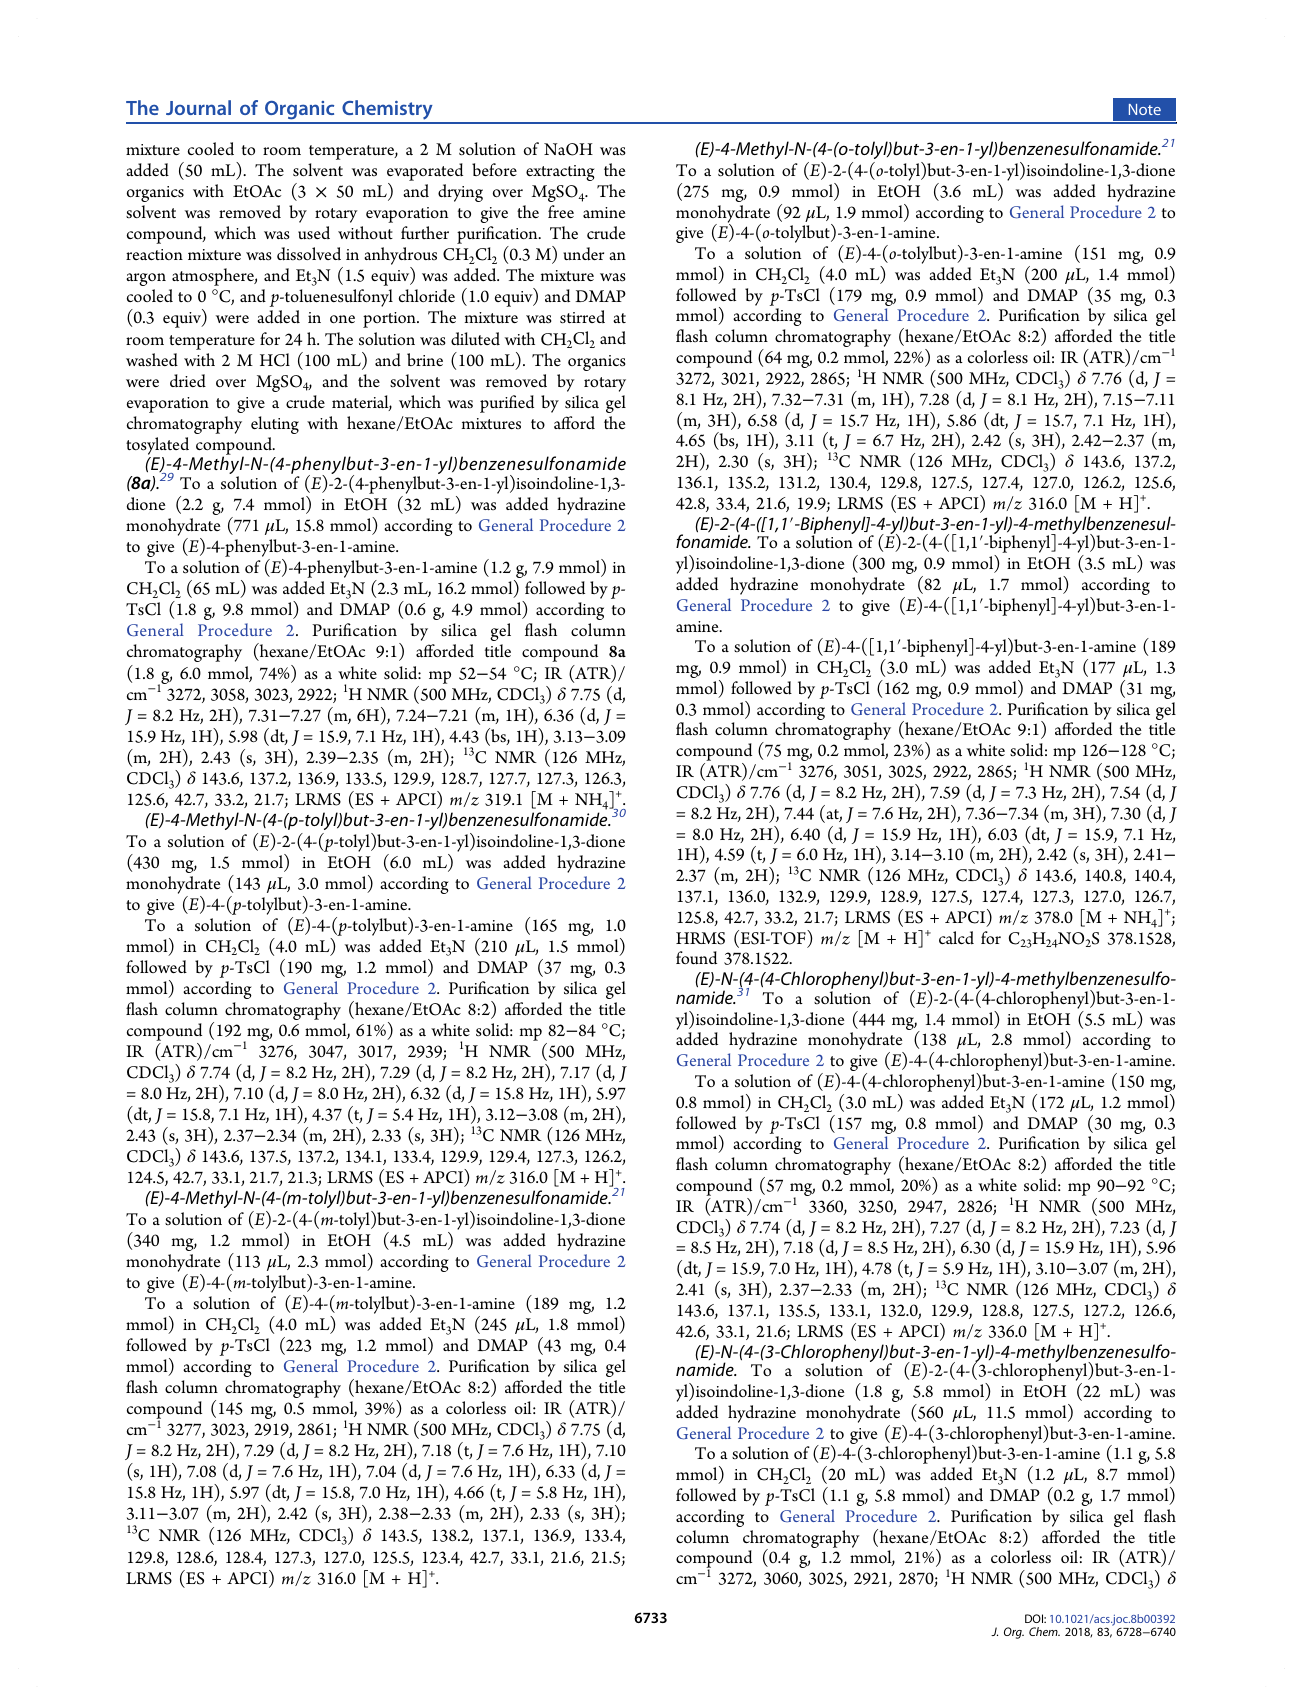 The Journal of Organic Chemistry
Note
mixture cooled to room temperature, a 2 M solution of NaOH was
added (50 mL). The solvent was evaporated before extracting the
organics with EtOAc (3 × 50 mL) and drying over MgSO₄. The
solvent was removed by rotary evaporation to give the free amine
compound, which was used without further purification. The crude
reaction mixture was dissolved in anhydrous CH₂Cl₂ (0.3 M) under an
argon atmosphere, and Et₃N (1.5 equiv) was added. The mixture was
cooled to 0 °C, and p-toluenesulfonyl chloride (1.0 equiv) and DMAP
(0.3 equiv) were added in one portion. The mixture was stirred at
room temperature for 24 h. The solution was diluted with CH₂Cl₂ and
washed with 2 M HCl (100 mL) and brine (100 mL). The organics
were dried over MgSO₄, and the solvent was removed by rotary
evaporation to give a crude material, which was purified by silica gel
chromatography eluting with hexane/EtOAc mixtures to afford the
tosylated compound.
(E)-4-Methyl-N-(4-phenylbut-3-en-1-yl)benzenesulfonamide
(8a).²⁹ To a solution of (E)-2-(4-phenylbut-3-en-1-yl)isoindoline-1,3-
dione (2.2 g, 7.4 mmol) in EtOH (32 mL) was added hydrazine
monohydrate (771 μL, 15.8 mmol) according to General Procedure 2
to give (E)-4-phenylbut-3-en-1-amine.
To a solution of (E)-4-phenylbut-3-en-1-amine (1.2 g, 7.9 mmol) in
CH₂Cl₂ (65 mL) was added Et₃N (2.3 mL, 16.2 mmol) followed by p-
TsCl (1.8 g, 9.8 mmol) and DMAP (0.6 g, 4.9 mmol) according to
General Procedure 2. Purification by silica gel flash column
chromatography (hexane/EtOAc 9:1) afforded title compound 8a
(1.8 g, 6.0 mmol, 74%) as a white solid: mp 52−54 °C; IR (ATR)/
cm⁻¹ 3272, 3058, 3023, 2922; ¹H NMR (500 MHz, CDCl₃) δ 7.75 (d,
J = 8.2 Hz, 2H), 7.31−7.27 (m, 6H), 7.24−7.21 (m, 1H), 6.36 (d, J =
15.9 Hz, 1H), 5.98 (dt, J = 15.9, 7.1 Hz, 1H), 4.43 (bs, 1H), 3.13−3.09
(m, 2H), 2.43 (s, 3H), 2.39−2.35 (m, 2H); ¹³C NMR (126 MHz,
CDCl₃) δ 143.6, 137.2, 136.9, 133.5, 129.9, 128.7, 127.7, 127.3, 126.3,
125.6, 42.7, 33.2, 21.7; LRMS (ES + APCI) m/z 319.1 [M + NH₄]⁺.
(E)-4-Methyl-N-(4-(p-tolyl)but-3-en-1-yl)benzenesulfonamide.³⁰
To a solution of (E)-2-(4-(p-tolyl)but-3-en-1-yl)isoindoline-1,3-dione
(430 mg, 1.5 mmol) in EtOH (6.0 mL) was added hydrazine
monohydrate (143 μL, 3.0 mmol) according to General Procedure 2
to give (E)-4-(p-tolylbut)-3-en-1-amine.
To a solution of (E)-4-(p-tolylbut)-3-en-1-amine (165 mg, 1.0
mmol) in CH₂Cl₂ (4.0 mL) was added Et₃N (210 μL, 1.5 mmol)
followed by p-TsCl (190 mg, 1.2 mmol) and DMAP (37 mg, 0.3
mmol) according to General Procedure 2. Purification by silica gel
flash column chromatography (hexane/EtOAc 8:2) afforded the title
compound (192 mg, 0.6 mmol, 61%) as a white solid: mp 82−84 °C;
IR (ATR)/cm⁻¹ 3276, 3047, 3017, 2939; ¹H NMR (500 MHz,
CDCl₃) δ 7.74 (d, J = 8.2 Hz, 2H), 7.29 (d, J = 8.2 Hz, 2H), 7.17 (d, J
= 8.0 Hz, 2H), 7.10 (d, J = 8.0 Hz, 2H), 6.32 (d, J = 15.8 Hz, 1H), 5.97
(dt, J = 15.8, 7.1 Hz, 1H), 4.37 (t, J = 5.4 Hz, 1H), 3.12−3.08 (m, 2H),
2.43 (s, 3H), 2.37−2.34 (m, 2H), 2.33 (s, 3H); ¹³C NMR (126 MHz,
CDCl₃) δ 143.6, 137.5, 137.2, 134.1, 133.4, 129.9, 129.4, 127.3, 126.2,
124.5, 42.7, 33.1, 21.7, 21.3; LRMS (ES + APCI) m/z 316.0 [M + H]⁺.
(E)-4-Methyl-N-(4-(m-tolyl)but-3-en-1-yl)benzenesulfonamide.²¹
To a solution of (E)-2-(4-(m-tolyl)but-3-en-1-yl)isoindoline-1,3-dione
(340 mg, 1.2 mmol) in EtOH (4.5 mL) was added hydrazine
monohydrate (113 μL, 2.3 mmol) according to General Procedure 2
to give (E)-4-(m-tolylbut)-3-en-1-amine.
To a solution of (E)-4-(m-tolylbut)-3-en-1-amine (189 mg, 1.2
mmol) in CH₂Cl₂ (4.0 mL) was added Et₃N (245 μL, 1.8 mmol)
followed by p-TsCl (223 mg, 1.2 mmol) and DMAP (43 mg, 0.4
mmol) according to General Procedure 2. Purification by silica gel
flash column chromatography (hexane/EtOAc 8:2) afforded the title
compound (145 mg, 0.5 mmol, 39%) as a colorless oil: IR (ATR)/
cm⁻¹ 3277, 3023, 2919, 2861; ¹H NMR (500 MHz, CDCl₃) δ 7.75 (d,
J = 8.2 Hz, 2H), 7.29 (d, J = 8.2 Hz, 2H), 7.18 (t, J = 7.6 Hz, 1H), 7.10
(s, 1H), 7.08 (d, J = 7.6 Hz, 1H), 7.04 (d, J = 7.6 Hz, 1H), 6.33 (d, J =
15.8 Hz, 1H), 5.97 (dt, J = 15.8, 7.0 Hz, 1H), 4.66 (t, J = 5.8 Hz, 1H),
3.11−3.07 (m, 2H), 2.42 (s, 3H), 2.38−2.33 (m, 2H), 2.33 (s, 3H);
¹³C NMR (126 MHz, CDCl₃) δ 143.5, 138.2, 137.1, 136.9, 133.4,
129.8, 128.6, 128.4, 127.3, 127.0, 125.5, 123.4, 42.7, 33.1, 21.6, 21.5;
LRMS (ES + APCI) m/z 316.0 [M + H]⁺.
(E)-4-Methyl-N-(4-(o-tolyl)but-3-en-1-yl)benzenesulfonamide.²¹
To a solution of (E)-2-(4-(o-tolyl)but-3-en-1-yl)isoindoline-1,3-dione
(275 mg, 0.9 mmol) in EtOH (3.6 mL) was added hydrazine
monohydrate (92 μL, 1.9 mmol) according to General Procedure 2 to
give (E)-4-(o-tolylbut)-3-en-1-amine.
To a solution of (E)-4-(o-tolylbut)-3-en-1-amine (151 mg, 0.9
mmol) in CH₂Cl₂ (4.0 mL) was added Et₃N (200 μL, 1.4 mmol)
followed by p-TsCl (179 mg, 0.9 mmol) and DMAP (35 mg, 0.3
mmol) according to General Procedure 2. Purification by silica gel
flash column chromatography (hexane/EtOAc 8:2) afforded the title
compound (64 mg, 0.2 mmol, 22%) as a colorless oil: IR (ATR)/cm⁻¹
3272, 3021, 2922, 2865; ¹H NMR (500 MHz, CDCl₃) δ 7.76 (d, J =
8.1 Hz, 2H), 7.32−7.31 (m, 1H), 7.28 (d, J = 8.1 Hz, 2H), 7.15−7.11
(m, 3H), 6.58 (d, J = 15.7 Hz, 1H), 5.86 (dt, J = 15.7, 7.1 Hz, 1H),
4.65 (bs, 1H), 3.11 (t, J = 6.7 Hz, 2H), 2.42 (s, 3H), 2.42−2.37 (m,
2H), 2.30 (s, 3H); ¹³C NMR (126 MHz, CDCl₃) δ 143.6, 137.2,
136.1, 135.2, 131.2, 130.4, 129.8, 127.5, 127.4, 127.0, 126.2, 125.6,
42.8, 33.4, 21.6, 19.9; LRMS (ES + APCI) m/z 316.0 [M + H]⁺.
(E)-2-(4-([1,1′-Biphenyl]-4-yl)but-3-en-1-yl)-4-methylbenzenesul-
fonamide. To a solution of (E)-2-(4-([1,1′-biphenyl]-4-yl)but-3-en-1-
yl)isoindoline-1,3-dione (300 mg, 0.9 mmol) in EtOH (3.5 mL) was
added hydrazine monohydrate (82 μL, 1.7 mmol) according to
General Procedure 2 to give (E)-4-([1,1′-biphenyl]-4-yl)but-3-en-1-
amine.
To a solution of (E)-4-([1,1′-biphenyl]-4-yl)but-3-en-1-amine (189
mg, 0.9 mmol) in CH₂Cl₂ (3.0 mL) was added Et₃N (177 μL, 1.3
mmol) followed by p-TsCl (162 mg, 0.9 mmol) and DMAP (31 mg,
0.3 mmol) according to General Procedure 2. Purification by silica gel
flash column chromatography (hexane/EtOAc 9:1) afforded the title
compound (75 mg, 0.2 mmol, 23%) as a white solid: mp 126−128 °C;
IR (ATR)/cm⁻¹ 3276, 3051, 3025, 2922, 2865; ¹H NMR (500 MHz,
CDCl₃) δ 7.76 (d, J = 8.2 Hz, 2H), 7.59 (d, J = 7.3 Hz, 2H), 7.54 (d, J
= 8.2 Hz, 2H), 7.44 (at, J = 7.6 Hz, 2H), 7.36−7.34 (m, 3H), 7.30 (d, J
= 8.0 Hz, 2H), 6.40 (d, J = 15.9 Hz, 1H), 6.03 (dt, J = 15.9, 7.1 Hz,
1H), 4.59 (t, J = 6.0 Hz, 1H), 3.14−3.10 (m, 2H), 2.42 (s, 3H), 2.41−
2.37 (m, 2H); ¹³C NMR (126 MHz, CDCl₃) δ 143.6, 140.8, 140.4,
137.1, 136.0, 132.9, 129.9, 128.9, 127.5, 127.4, 127.3, 127.0, 126.7,
125.8, 42.7, 33.2, 21.7; LRMS (ES + APCI) m/z 378.0 [M + NH₄]⁺;
HRMS (ESI-TOF) m/z [M + H]⁺ calcd for C₂₃H₂₄NO₂S 378.1528,
found 378.1522.
(E)-N-(4-(4-Chlorophenyl)but-3-en-1-yl)-4-methylbenzenesulfo-
namide.³¹ To a solution of (E)-2-(4-(4-chlorophenyl)but-3-en-1-
yl)isoindoline-1,3-dione (444 mg, 1.4 mmol) in EtOH (5.5 mL) was
added hydrazine monohydrate (138 μL, 2.8 mmol) according to
General Procedure 2 to give (E)-4-(4-chlorophenyl)but-3-en-1-amine.
To a solution of (E)-4-(4-chlorophenyl)but-3-en-1-amine (150 mg,
0.8 mmol) in CH₂Cl₂ (3.0 mL) was added Et₃N (172 μL, 1.2 mmol)
followed by p-TsCl (157 mg, 0.8 mmol) and DMAP (30 mg, 0.3
mmol) according to General Procedure 2. Purification by silica gel
flash column chromatography (hexane/EtOAc 8:2) afforded the title
compound (57 mg, 0.2 mmol, 20%) as a white solid: mp 90−92 °C;
IR (ATR)/cm⁻¹ 3360, 3250, 2947, 2826; ¹H NMR (500 MHz,
CDCl₃) δ 7.74 (d, J = 8.2 Hz, 2H), 7.27 (d, J = 8.2 Hz, 2H), 7.23 (d, J
= 8.5 Hz, 2H), 7.18 (d, J = 8.5 Hz, 2H), 6.30 (d, J = 15.9 Hz, 1H), 5.96
(dt, J = 15.9, 7.0 Hz, 1H), 4.78 (t, J = 5.9 Hz, 1H), 3.10−3.07 (m, 2H),
2.41 (s, 3H), 2.37−2.33 (m, 2H); ¹³C NMR (126 MHz, CDCl₃) δ
143.6, 137.1, 135.5, 133.1, 132.0, 129.9, 128.8, 127.5, 127.2, 126.6,
42.6, 33.1, 21.6; LRMS (ES + APCI) m/z 336.0 [M + H]⁺.
(E)-N-(4-(3-Chlorophenyl)but-3-en-1-yl)-4-methylbenzenesulfo-
namide. To a solution of (E)-2-(4-(3-chlorophenyl)but-3-en-1-
yl)isoindoline-1,3-dione (1.8 g, 5.8 mmol) in EtOH (22 mL) was
added hydrazine monohydrate (560 μL, 11.5 mmol) according to
General Procedure 2 to give (E)-4-(3-chlorophenyl)but-3-en-1-amine.
To a solution of (E)-4-(3-chlorophenyl)but-3-en-1-amine (1.1 g, 5.8
mmol) in CH₂Cl₂ (20 mL) was added Et₃N (1.2 μL, 8.7 mmol)
followed by p-TsCl (1.1 g, 5.8 mmol) and DMAP (0.2 g, 1.7 mmol)
according to General Procedure 2. Purification by silica gel flash
column chromatography (hexane/EtOAc 8:2) afforded the title
compound (0.4 g, 1.2 mmol, 21%) as a colorless oil: IR (ATR)/
cm⁻¹ 3272, 3060, 3025, 2921, 2870; ¹H NMR (500 MHz, CDCl₃) δ
6733
DOI: 10.1021/acs.joc.8b00392
J. Org. Chem. 2018, 83, 6728−6740